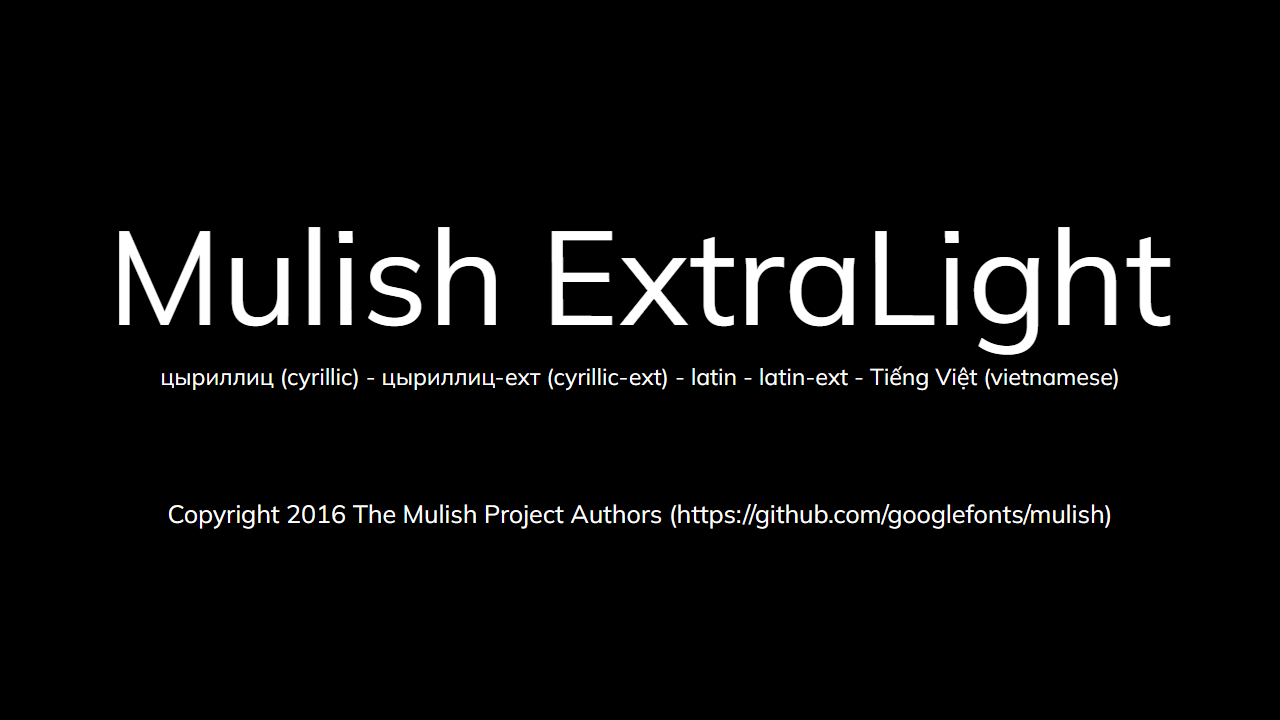 Mulish ExtraLight
цыриллиц (cyrillic) - цыриллиц-ехт (cyrillic-ext) - latin - latin-ext - Tiếng Việt (vietnamese)
Copyright 2016 The Mulish Project Authors (https://github.com/googlefonts/mulish)